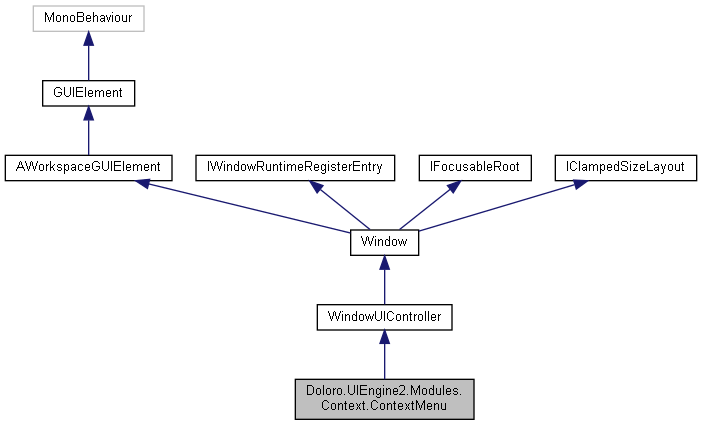 MonoBehaviour
GUIElement
AWorkspaceGUIElement
IWindowRuntimeRegisterEntry
IFocusableRoot
IClampedSizeLayout
Window
WindowUIController
Doloro.UIEngine2.Modules.
Context.ContextMenu